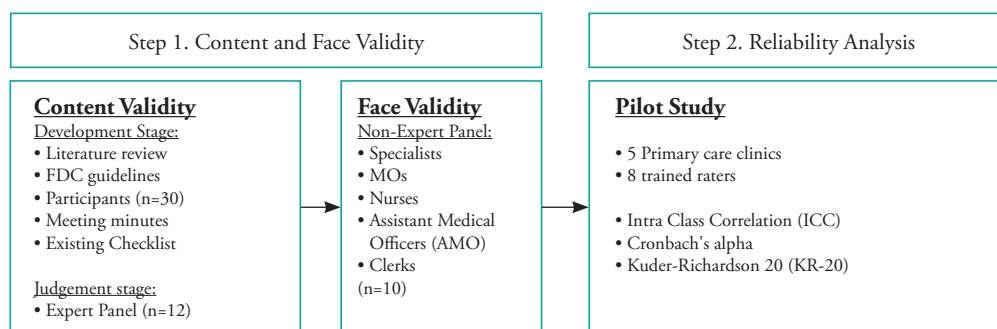 Step 1. Content and Face Validity
Step 2. Reliability Analysis
Content Validity
Development Stage:
• Literature review
• FDC guidelines
• Participants (n=30)
• Meeting minutes
• Existing Checklist
Judgement stage:
• Expert Panel (n=12)
Face Validity
Non-Expert Panel:
• Specialists
• MOs
• Nurses
• Assistant Medical
Officers (AMO)
• Clerks
(n=10)
Pilot Study
• 5 Primary care clinics
• 8 trained raters
• Intra Class Correlation (ICC)
• Cronbach's alpha
• Kuder-Richardson 20 (KR-20)